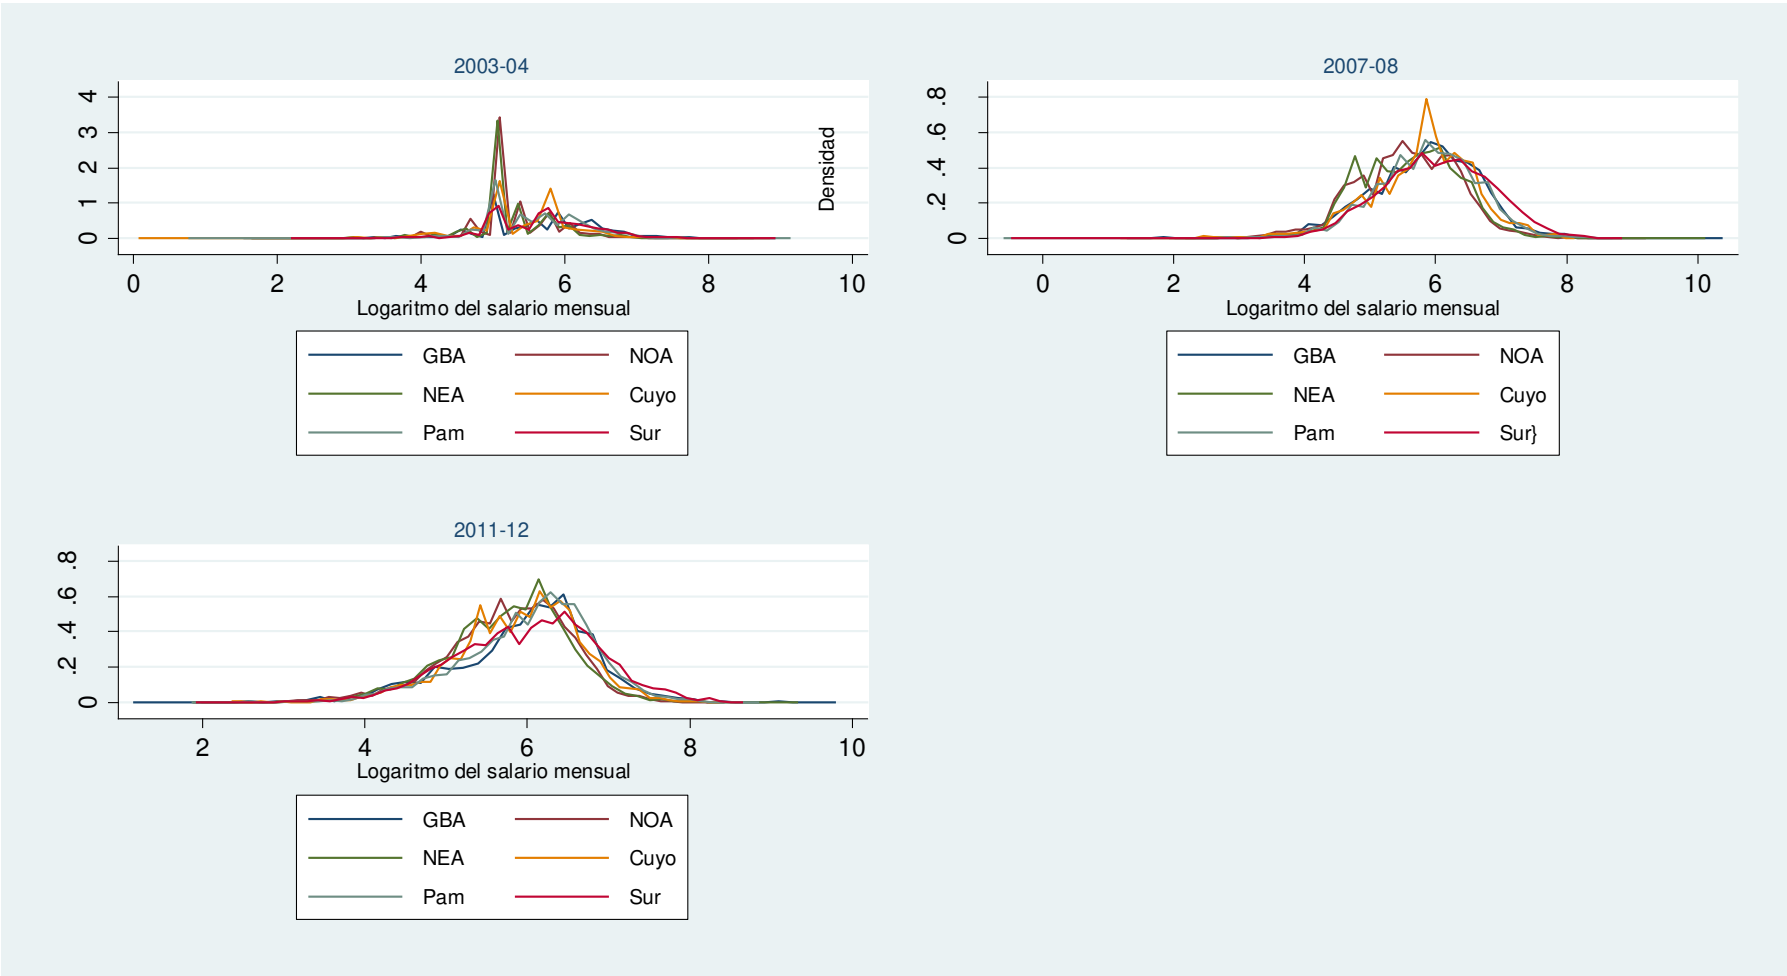 2003-04
4
3
2
1
0
0 2 4 6 8 10
Logaritmo del salario mensual
GBA NOA
NEA Cuyo
Pam Sur
Densidad
2007-08
.8
.6
.4
.2
0
0 2 4 6 8 10
Logaritmo del salario mensual
GBA NOA
NEA Cuyo
Pam Sur}
2011-12
.8
.6
.4
.2
0
2 4 6 8 10
Logaritmo del salario mensual
GBA NOA
NEA Cuyo
Pam Sur